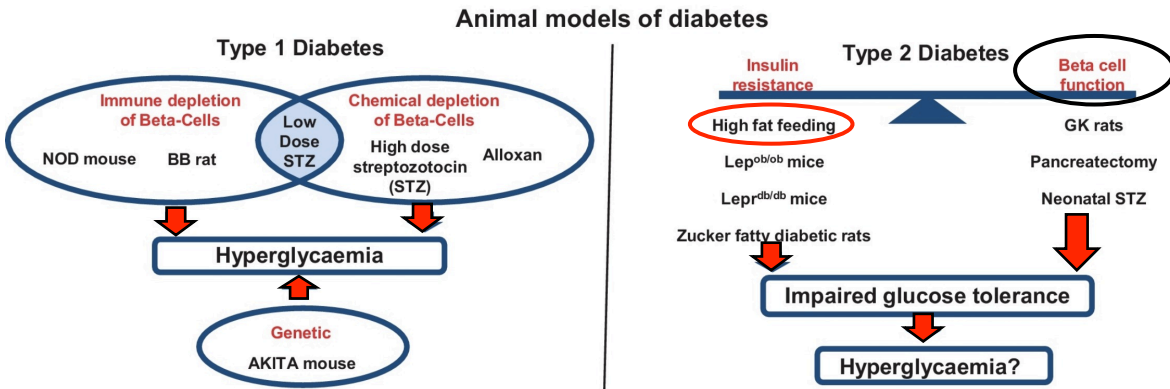 Animal models of diabetes
Type 1 Diabetes
Immune depletion
of Beta-Cells
NOD mouse
BB rat
Low
Dose
STZ
Chemical depletion
of Beta-Cells
High dose
streptozotocin
(STZ)
Alloxan
Hyperglycaemia
Genetic
AKITA mouse
Type 2 Diabetes
Insulin
resistance
High fat feeding
Lepob/ob mice
Leprdb/db mice
Zucker fatty diabetic rats
Beta cell
function
GK rats
Pancreatectomy
Neonatal STZ
Impaired glucose tolerance
Hyperglycaemia?